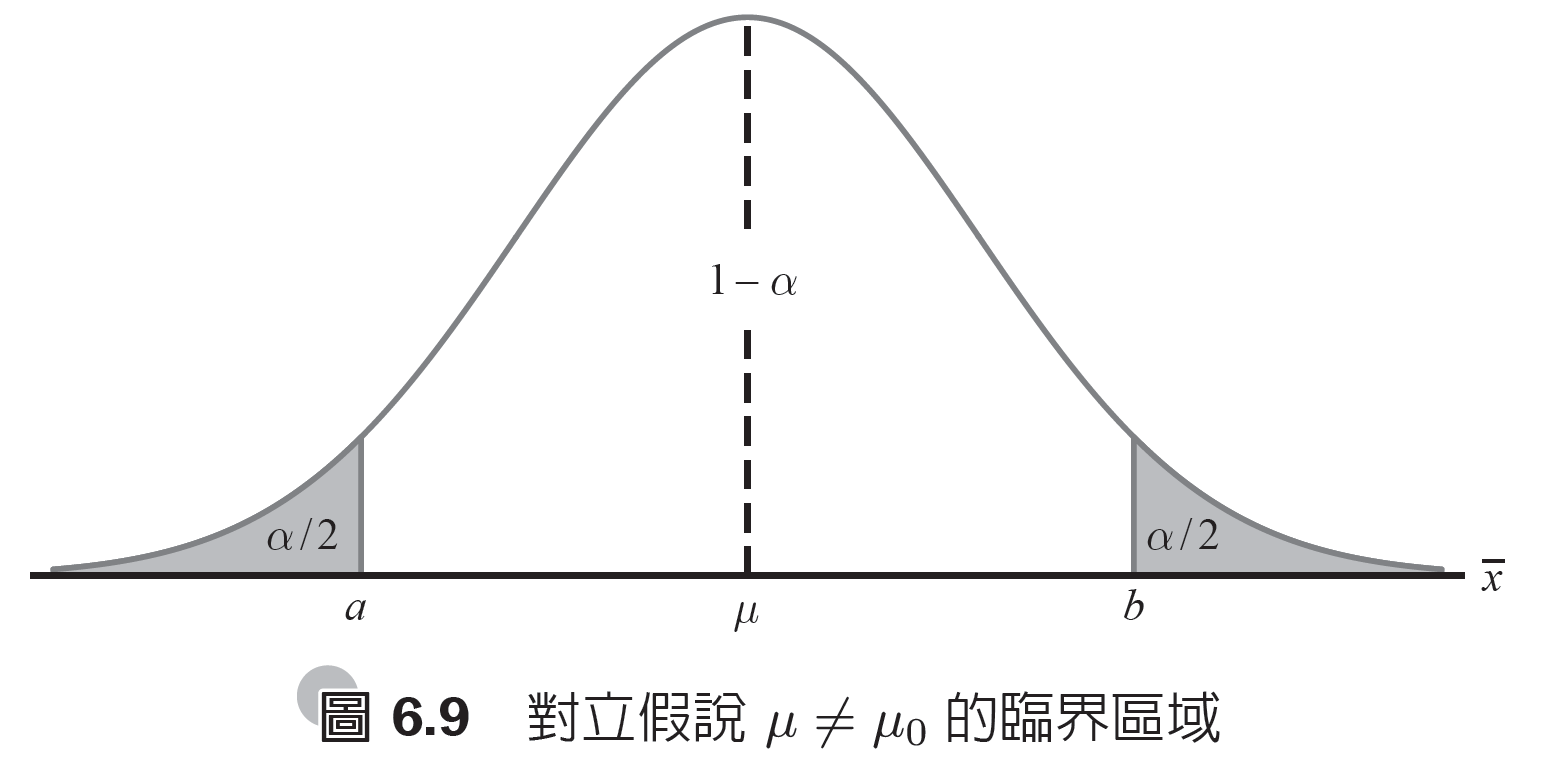 1 − α
α/2 α/2
x̄
a μ b
圖 6.9 對立假說 μ ≠ μ₀ 的臨界區域